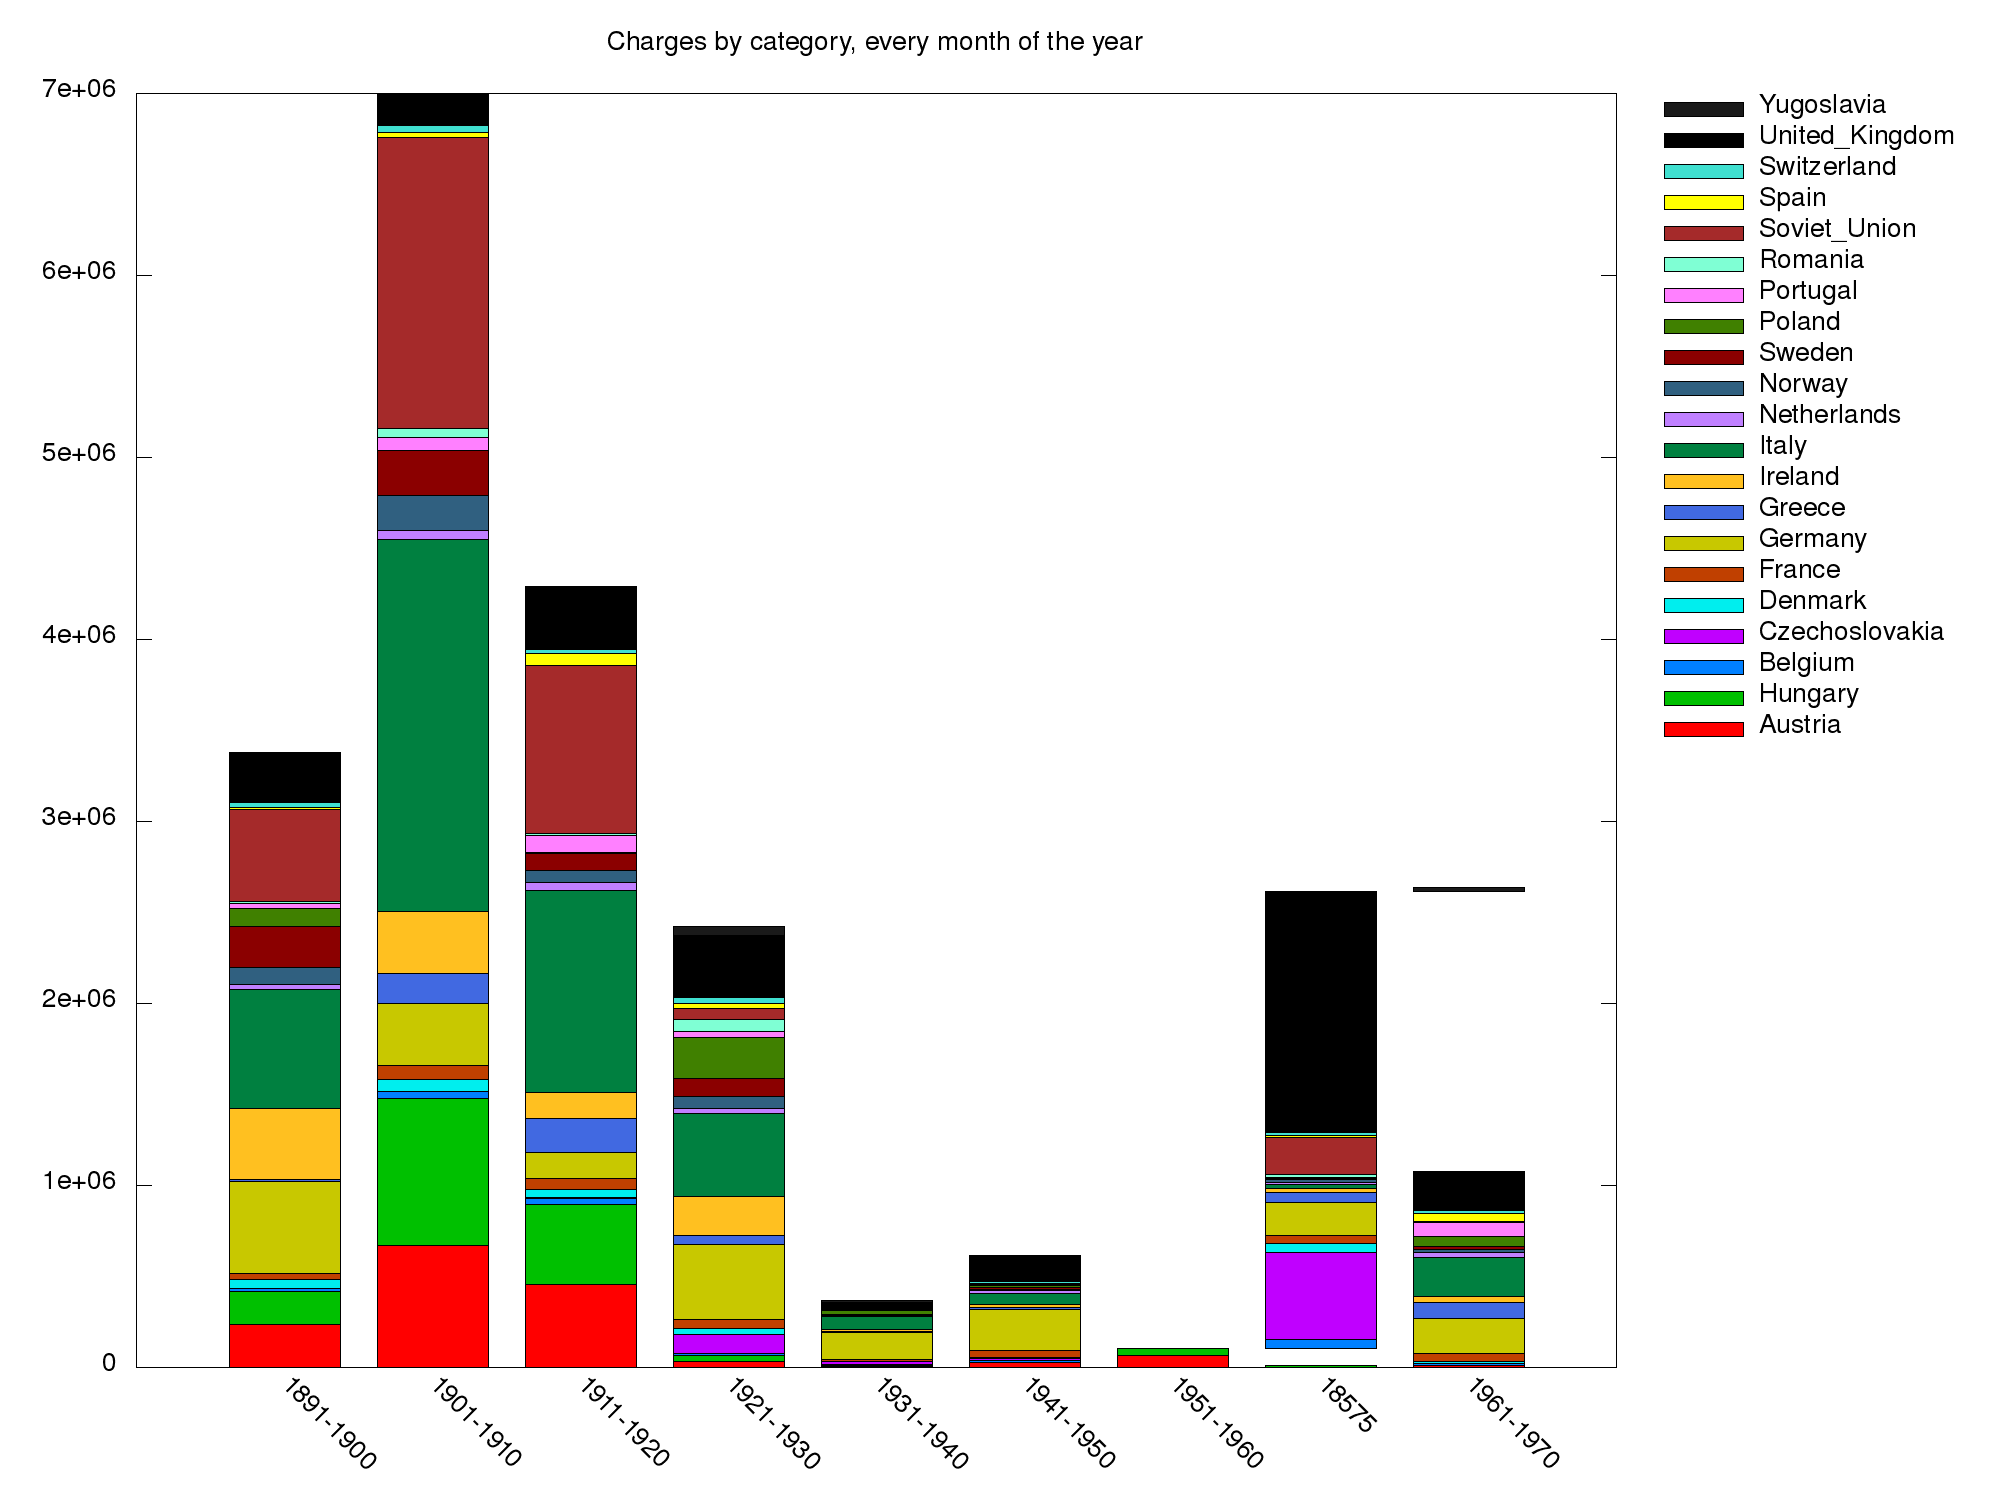 Charges by category, every month of the year
7e+06
6e+06
5e+06
4e+06
3e+06
2e+06
1e+06
0
1891-1900
1901-1910
1911-1920
1921-1930
1931-1940
1941-1950
1951-1960
18575
1961-1970
Yugoslavia
United_Kingdom
Switzerland
Spain
Soviet_Union
Romania
Portugal
Poland
Sweden
Norway
Netherlands
Italy
Ireland
Greece
Germany
France
Denmark
Czechoslovakia
Belgium
Hungary
Austria